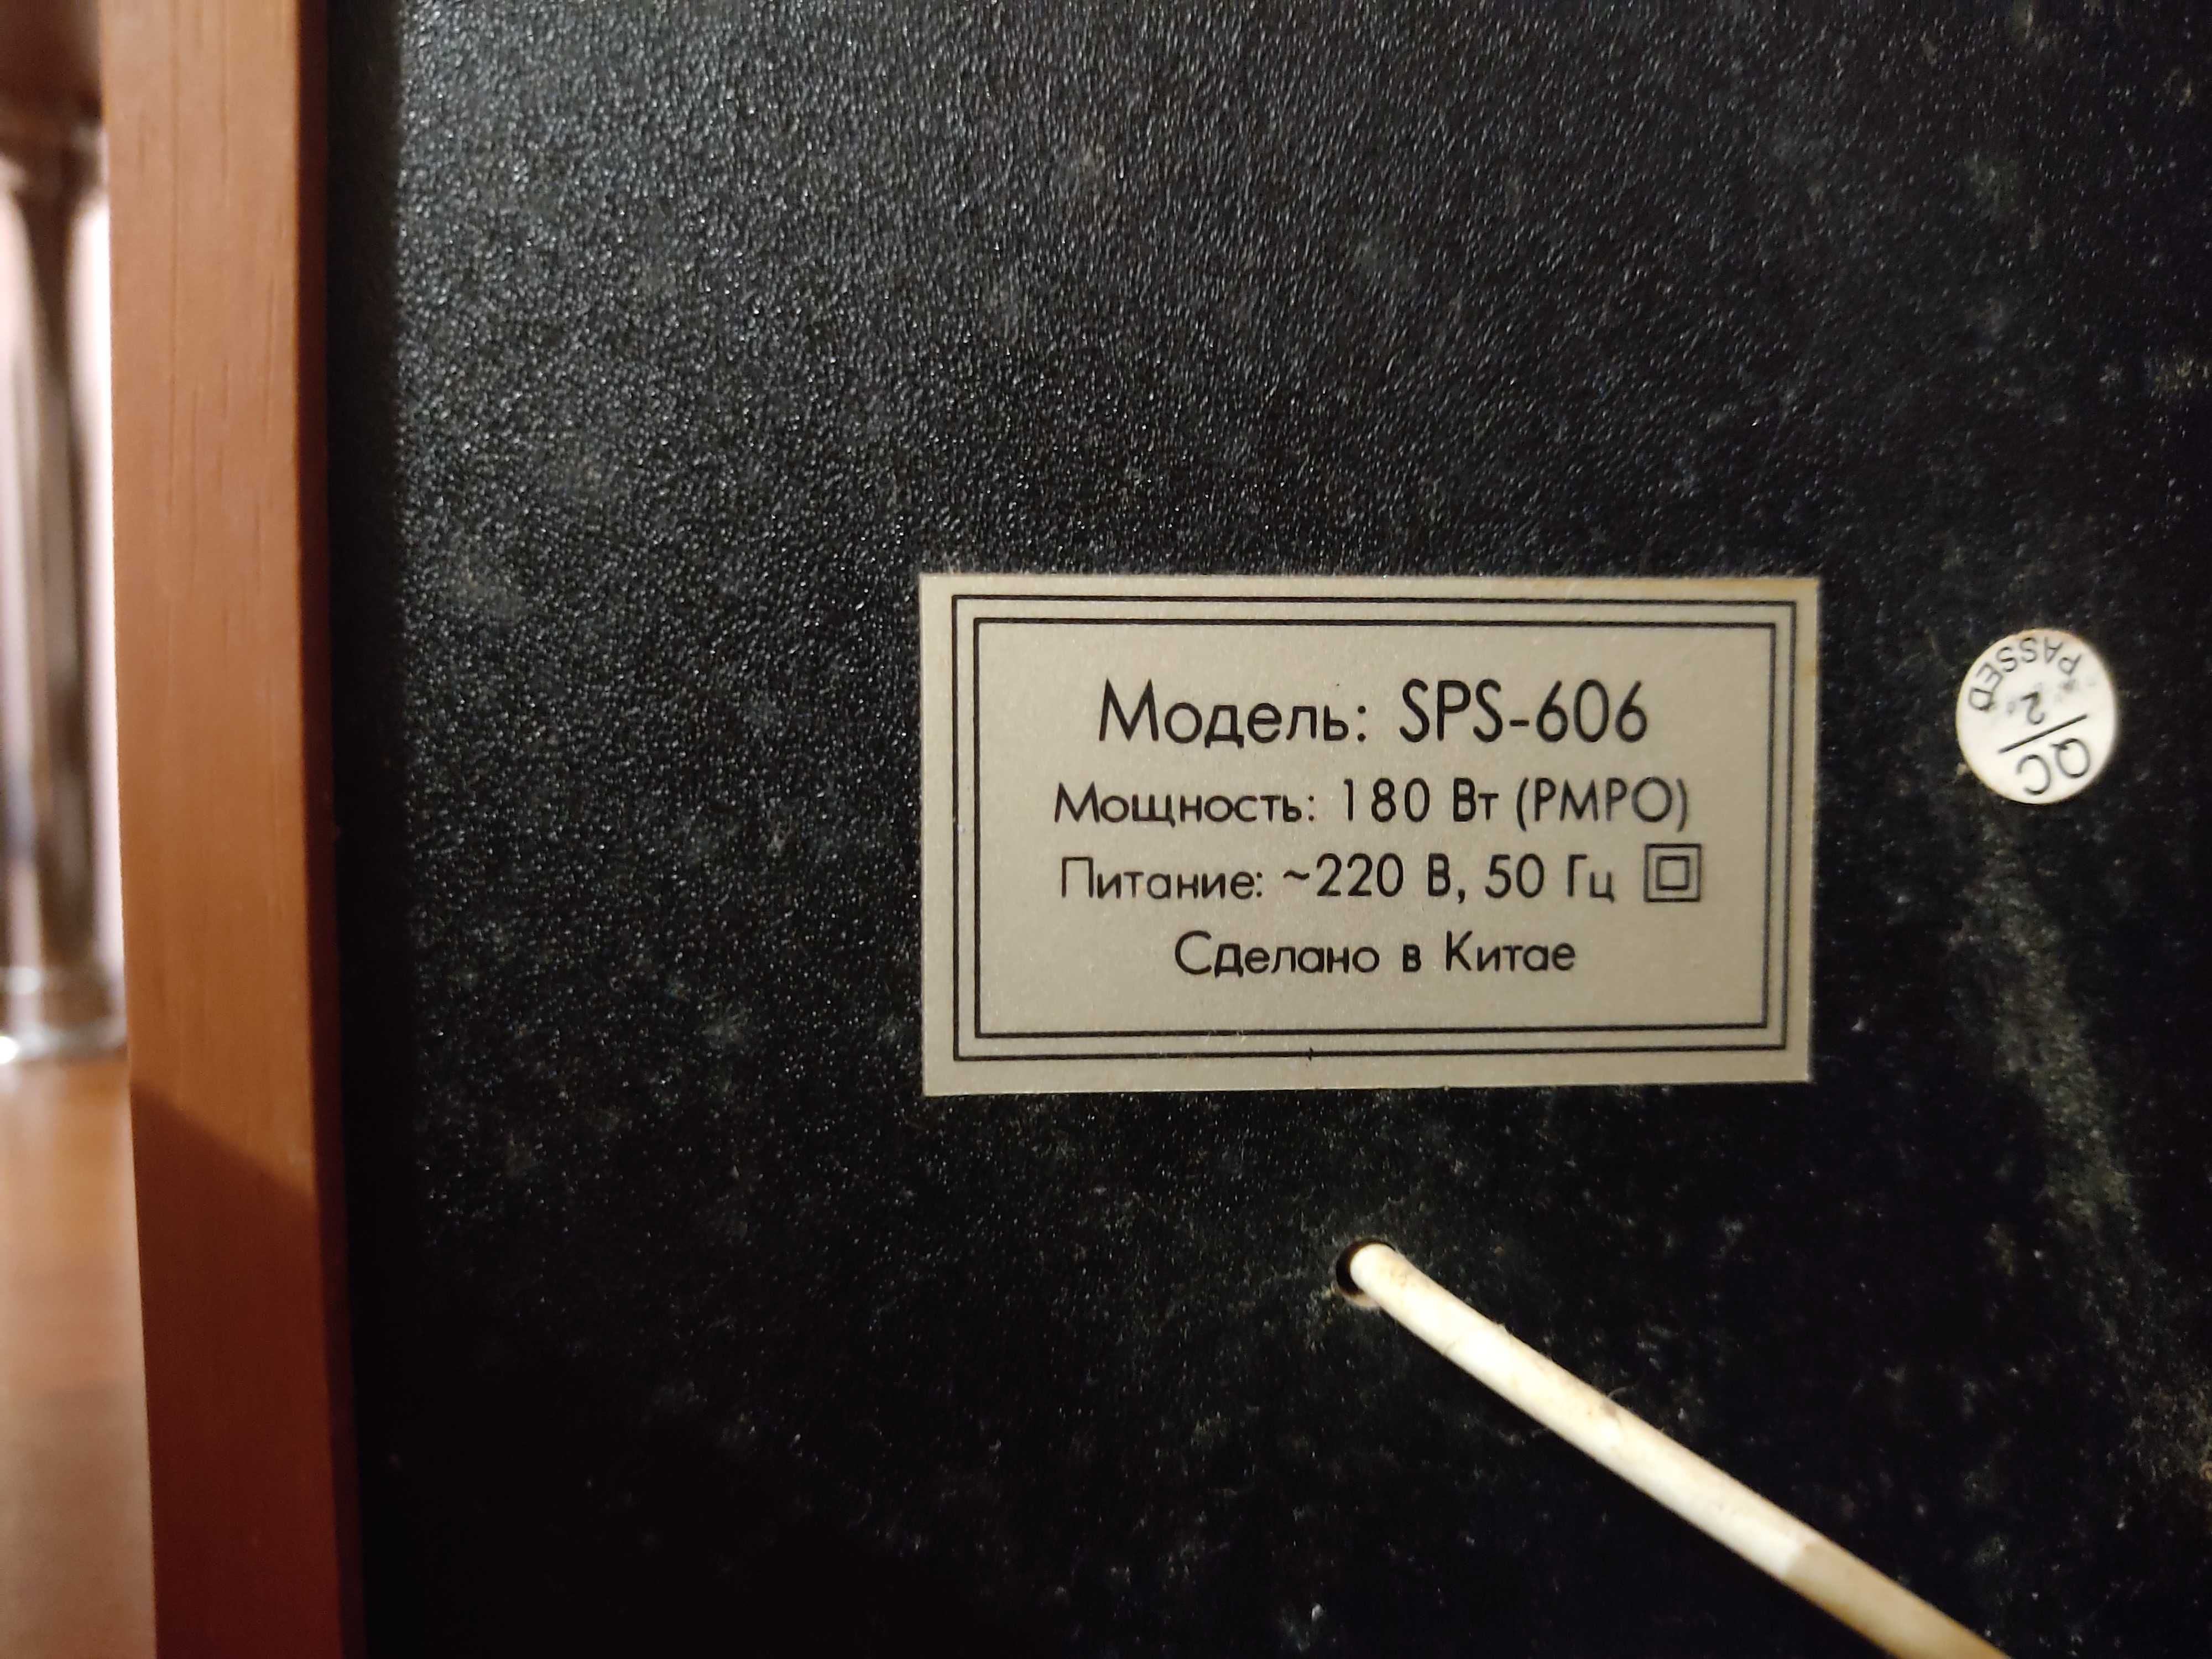 Модель: SPS-606
Мощность: 180 Вт (PMPO)
Питание: ~220 В, 50 Гц
Сделано в Китае
QC
2
PASSED